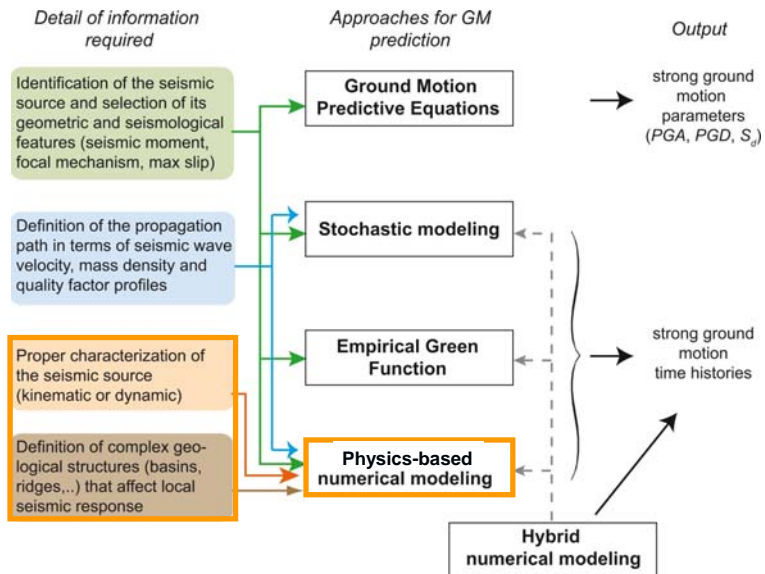 Detail of information
required
Approaches for GM
prediction
Output
Identification of the seismic
source and selection of its
geometric and seismological
features (seismic moment,
focal mechanism, max slip)
Ground Motion
Predictive Equations
strong ground
motion
parameters
(PGA, PGD, Sd)
Definition of the propagation
path in terms of seismic wave
velocity, mass density and
quality factor profiles
Stochastic modeling
Proper characterization of
the seismic source
(kinematic or dynamic)
Empirical Green
Function
strong ground
motion
time histories
Definition of complex geo-
logical structures (basins,
ridges,..) that affect local
seismic response
Physics-based
numerical modeling
Hybrid
numerical modeling